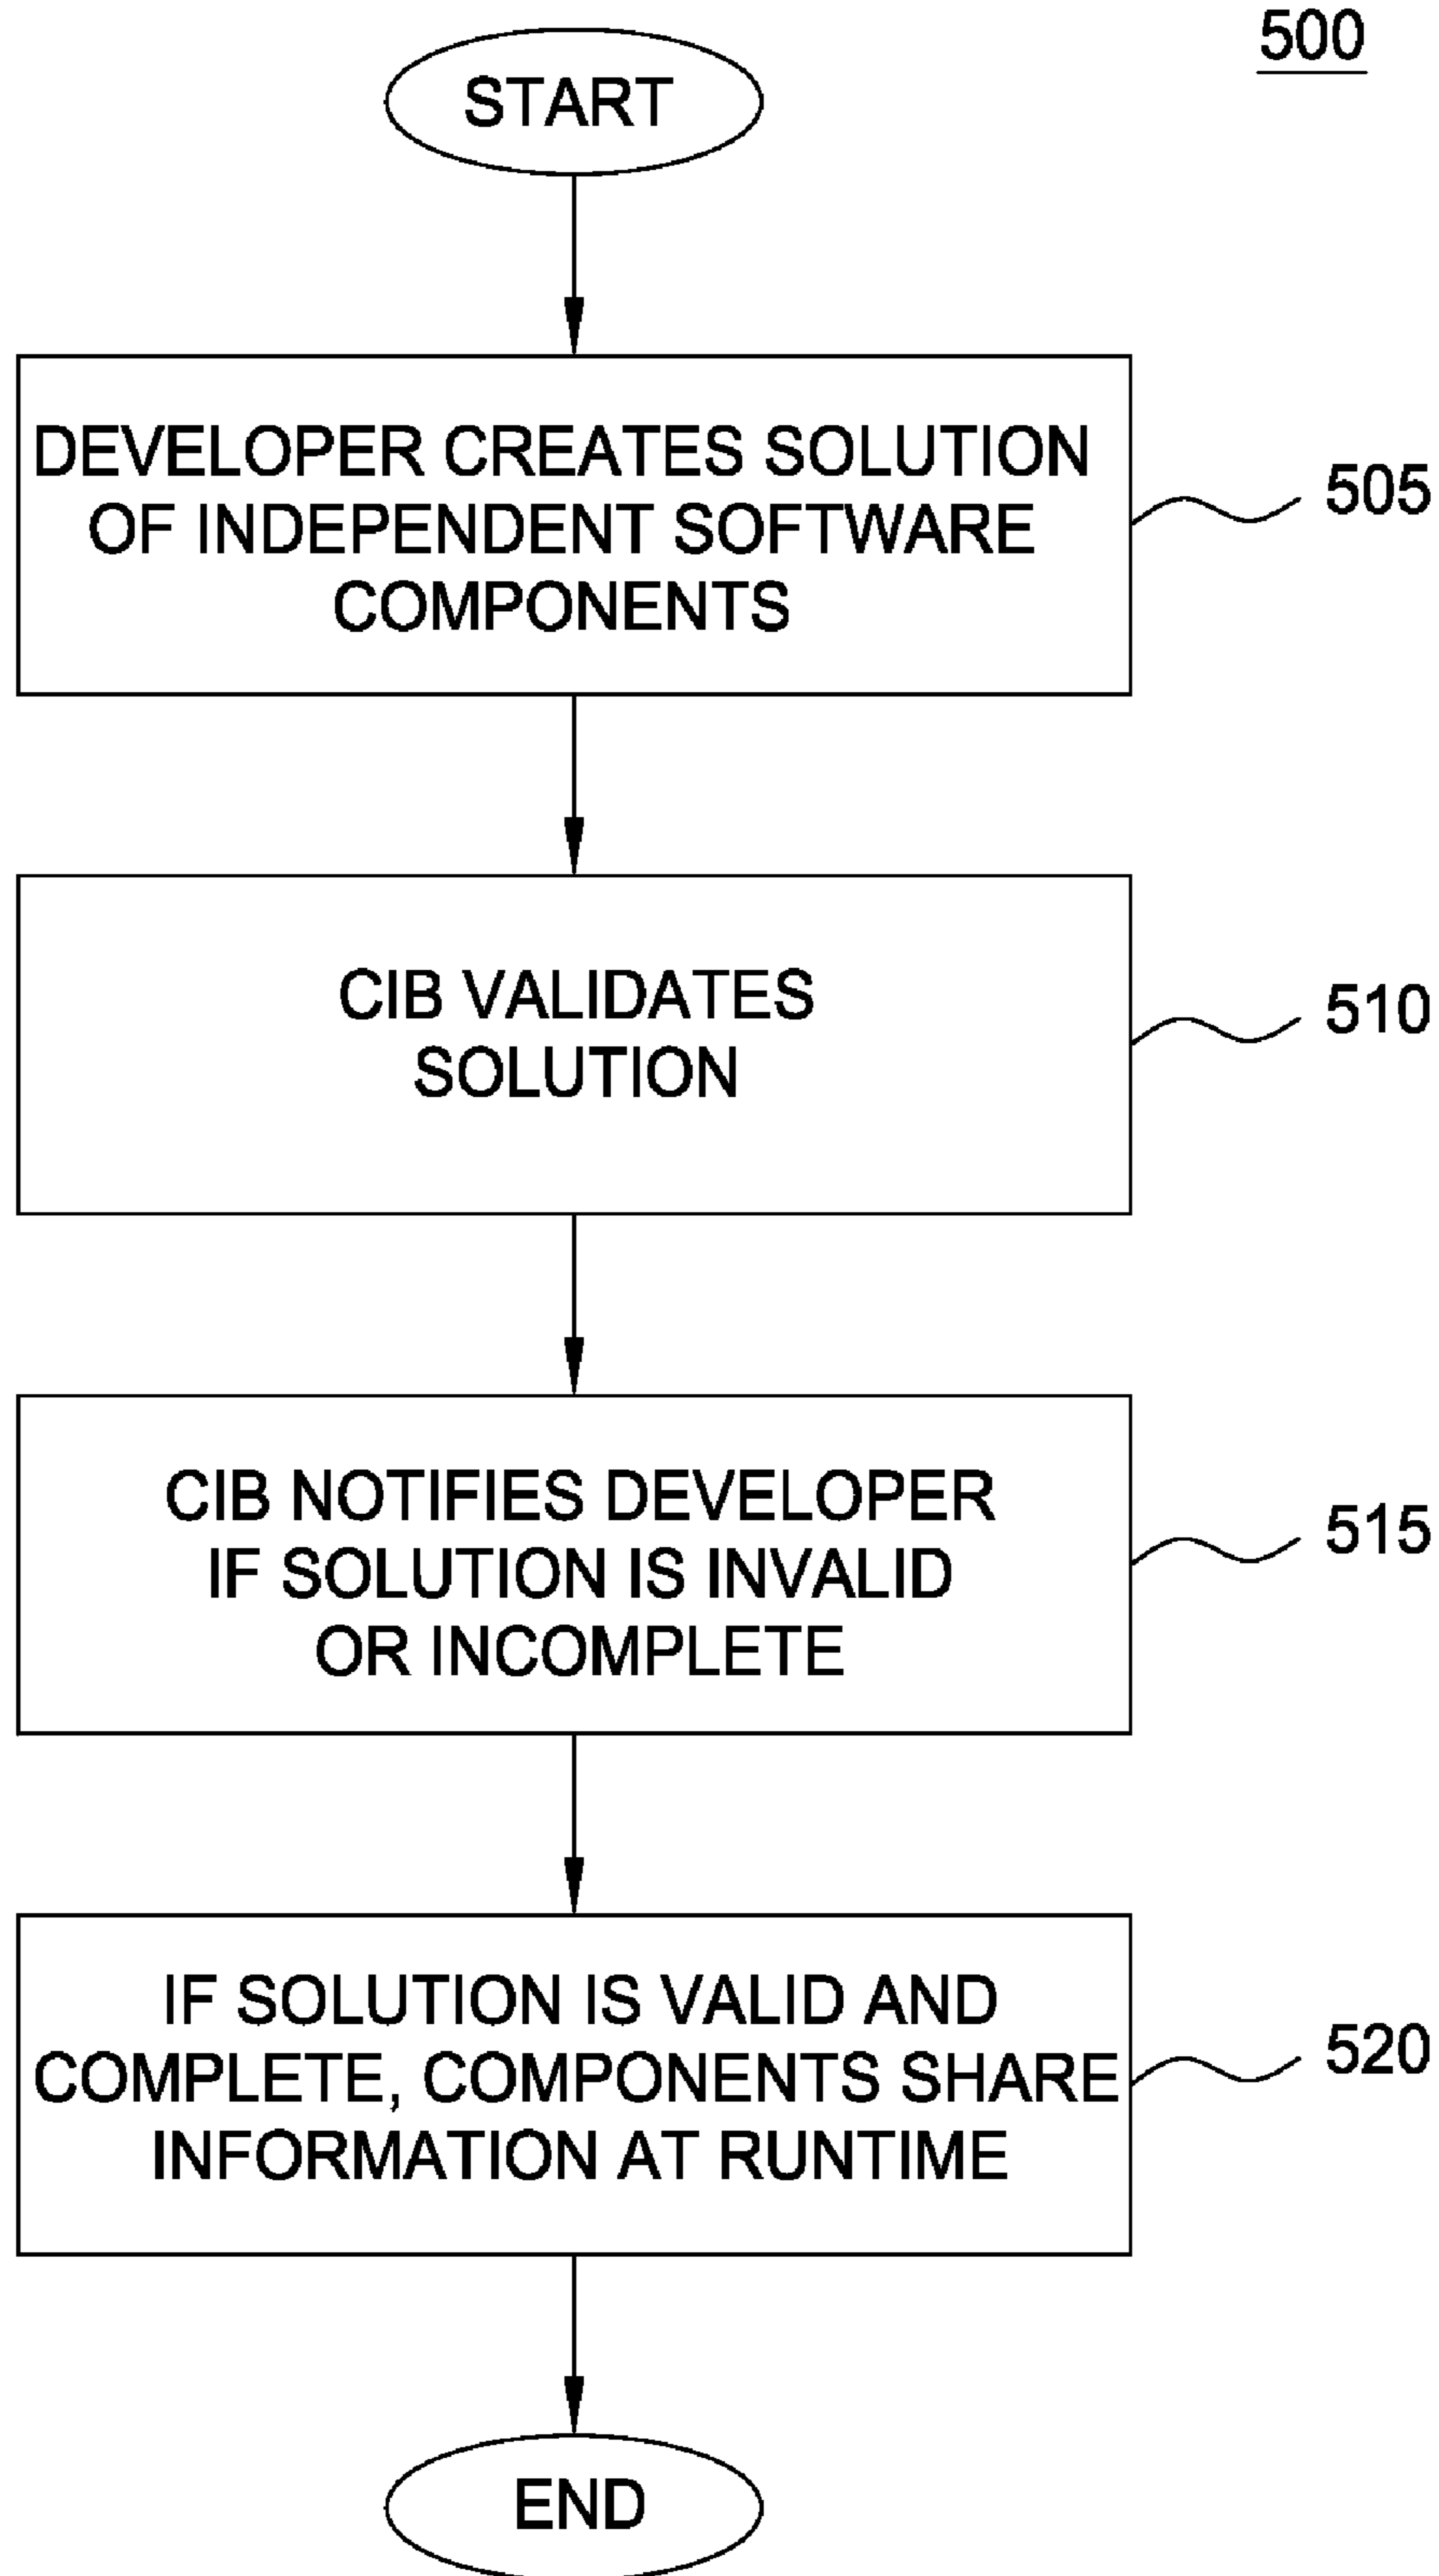 500
START
DEVELOPER CREATES SOLUTION
OF INDEPENDENT SOFTWARE
COMPONENTS
505
CIB VALIDATES
SOLUTION
510
CIB NOTIFIES DEVELOPER
IF SOLUTION IS INVALID
OR INCOMPLETE
515
IF SOLUTION IS VALID AND
COMPLETE, COMPONENTS SHARE
INFORMATION AT RUNTIME
520
END